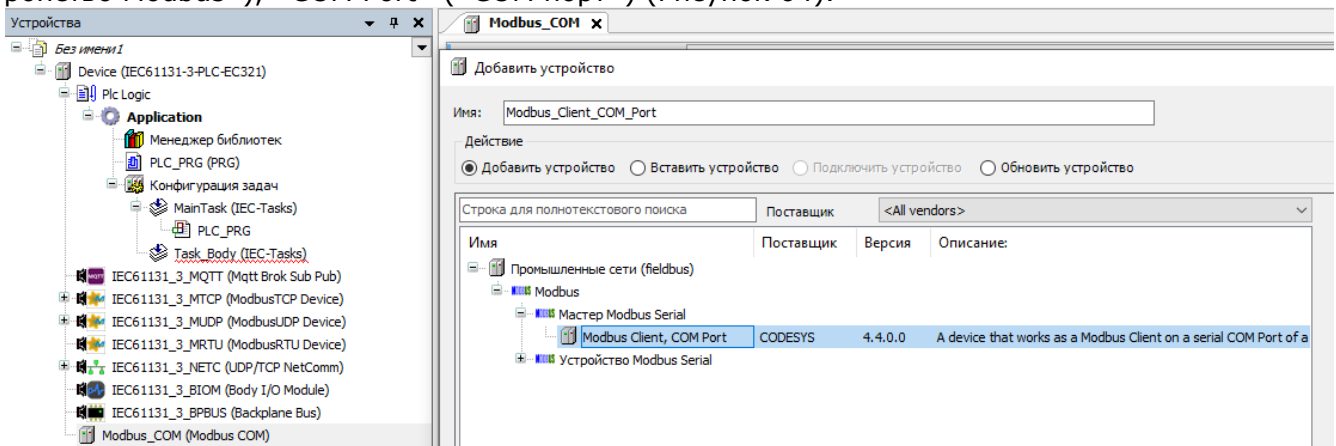 Устройства
Без имени1
Device (IEC61131-3-PLC-EC321)
Plc Logic
Application
Менеджер библиотек
PLC_PRG (PRG)
Конфигурация задач
MainTask (IEC-Tasks)
PLC_PRG
Task_Body (IEC-Tasks)
IEC61131_3_MQTT (Mqtt Brok Sub Pub)
IEC61131_3_MTCP (ModbusTCP Device)
IEC61131_3_MUDP (ModbusUDP Device)
IEC61131_3_MRTU (ModbusRTU Device)
IEC61131_3_NETC (UDP/TCP NetComm)
IEC61131_3_BIOM (Body I/O Module)
IEC61131_3_BPBUS (Backplane Bus)
Modbus_COM (Modbus COM)
Modbus_COM
Добавить устройство
Имя: Modbus_Client_COM_Port
Действие
Добавить устройство Вставить устройство Подключить устройство Обновить устройство
Строка для полнотекстового поиска Поставщик <All vendors>
Имя Поставщик Версия Описание:
Промышленные сети (fieldbus)
Modbus
Мастер Modbus Serial
Modbus Client, COM Port CODESYS 4.4.0.0 A device that works as a Modbus Client on a serial COM Port of a
Устройство Modbus Serial